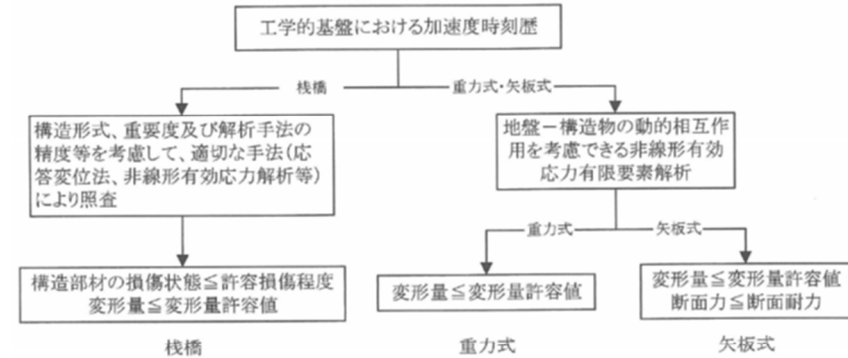 工学的基盤における加速度時刻歴
桟橋
重力式・矢板式
構造形式、重要度及び解析手法の
精度等を考慮して、適切な手法(応
答変位法、非線形有効応力解析等)
により照査
地盤－構造物の動的相互作
用を考慮できる非線形有効
応力有限要素解析
重力式
矢板式
構造部材の損傷状態≦許容損傷程度
変形量≦変形量許容値
変形量≦変形量許容値
変形量≦変形量許容値
断面力≦断面耐力
桟橋
重力式
矢板式